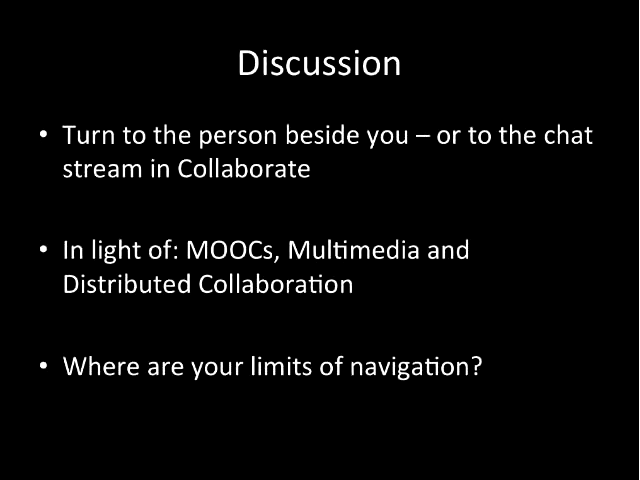 Discussion
• Turn to the person beside you – or to the chat
stream in Collaborate
• In light of: MOOCs, Multimedia and
Distributed Collaboration
• Where are your limits of navigation?